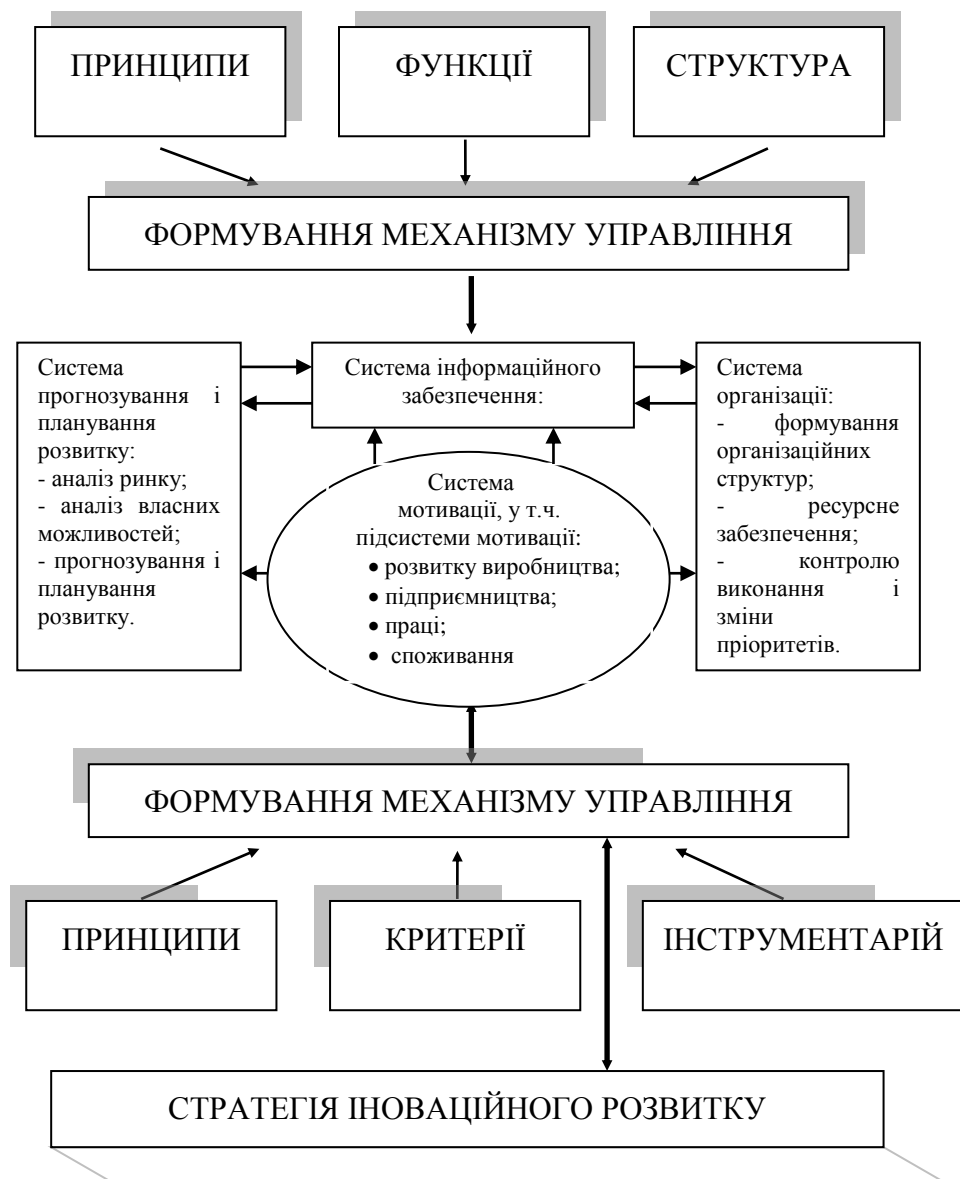 ПРИНЦИПИ
ФУНКЦІЇ
СТРУКТУРА
ФОРМУВАННЯ МЕХАНІЗМУ УПРАВЛІННЯ
Система
прогнозування і
планування
розвитку:
- аналіз ринку;
- аналіз власних
можливостей;
- прогнозування і
планування
розвитку.
Система інформаційного
забезпечення:
Система
організації:
- формування
організаційних
структур;
- ресурсне
забезпечення;
- контролю
виконання і
зміни
пріоритетів.
Система
мотивації, у т.ч.
підсистеми мотивації:
• розвитку виробництва;
• підприємництва;
• праці;
• споживання
ФОРМУВАННЯ МЕХАНІЗМУ УПРАВЛІННЯ
ПРИНЦИПИ
КРИТЕРІЇ
ІНСТРУМЕНТАРІЙ
СТРАТЕГІЯ ІНОВАЦІЙНОГО РОЗВИТКУ